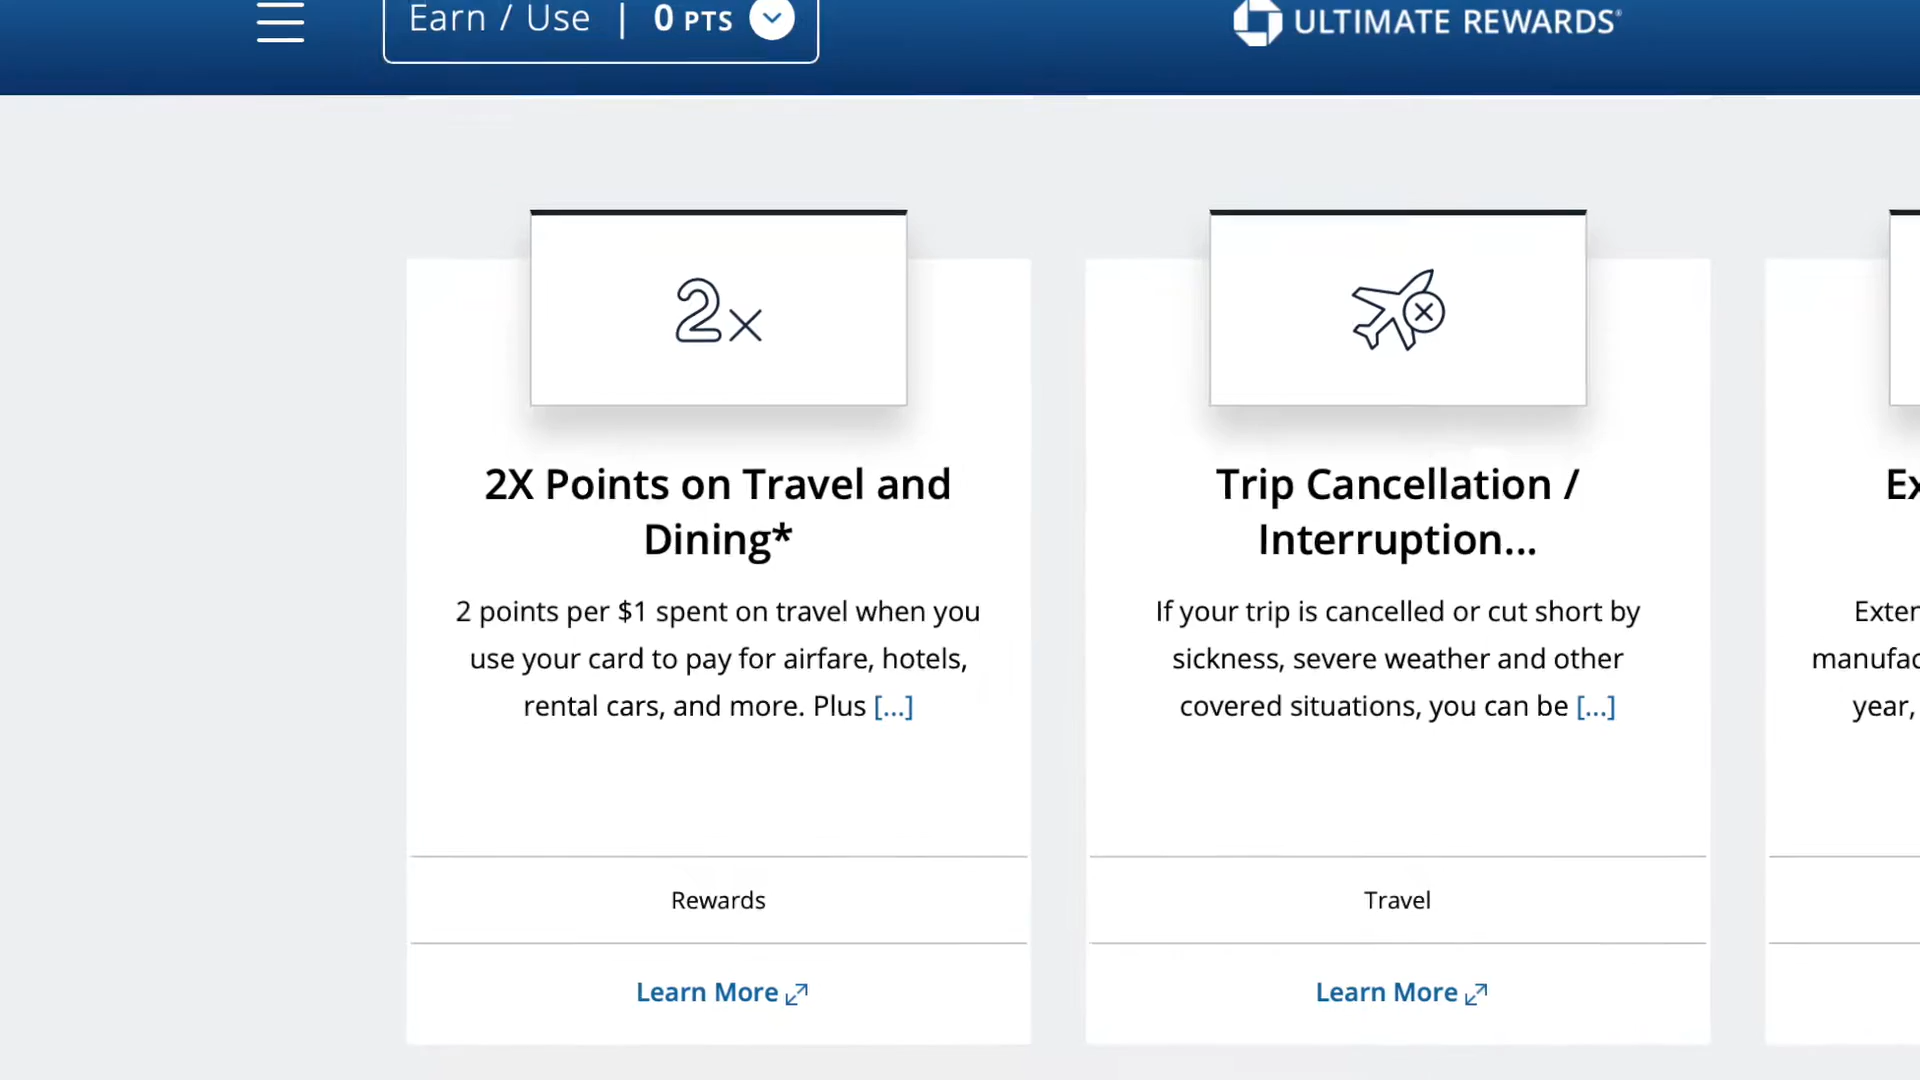 Earn / Use | 0 PTS
ULTIMATE REWARDS®
2x
2X Points on Travel and
Dining*
2 points per $1 spent on travel when you
use your card to pay for airfare, hotels,
rental cars, and more. Plus [...]
Rewards
Learn More
Trip Cancellation /
Interruption...
If your trip is cancelled or cut short by
sickness, severe weather and other
covered situations, you can be [...]
Travel
Learn More
year,